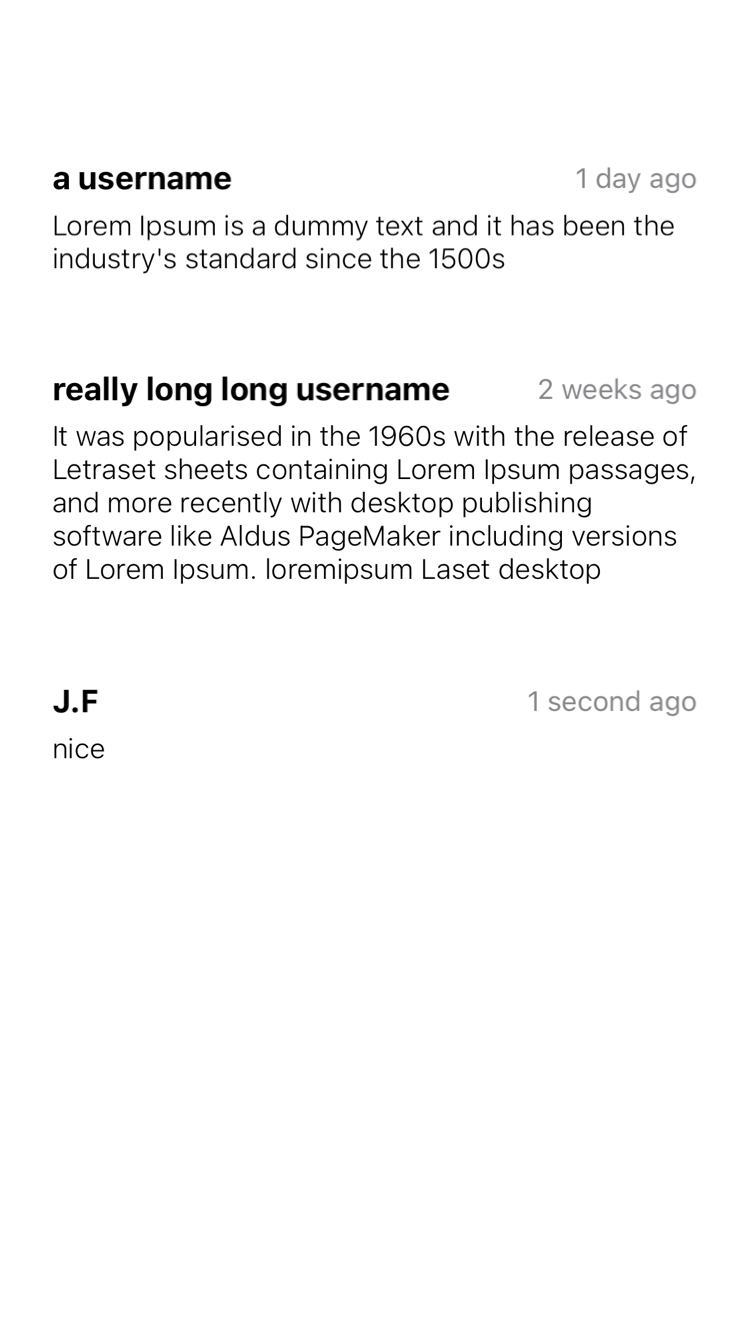 a username 1 day ago
Lorem Ipsum is a dummy text and it has been the
industry's standard since the 1500s
really long long username 2 weeks ago
It was popularised in the 1960s with the release of
Letraset sheets containing Lorem Ipsum passages,
and more recently with desktop publishing
software like Aldus PageMaker including versions
of Lorem Ipsum. loremipsum Laset desktop
J.F 1 second ago
nice